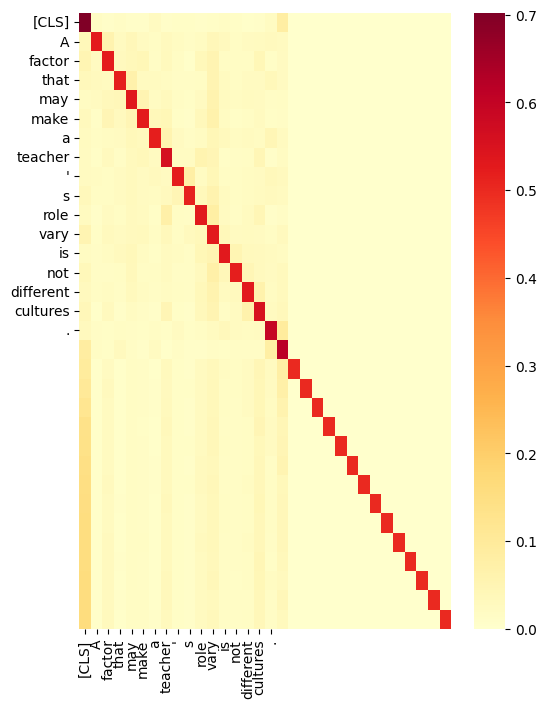 [CLS]
A
factor
that
may
make
a
teacher
'
s
role
vary
is
not
different
cultures
.
[CLS]
A
factor
that
may
make
a
teacher
'
s
role
vary
is
not
different
cultures
.
0.7
0.6
0.5
0.4
0.3
0.2
0.1
0.0